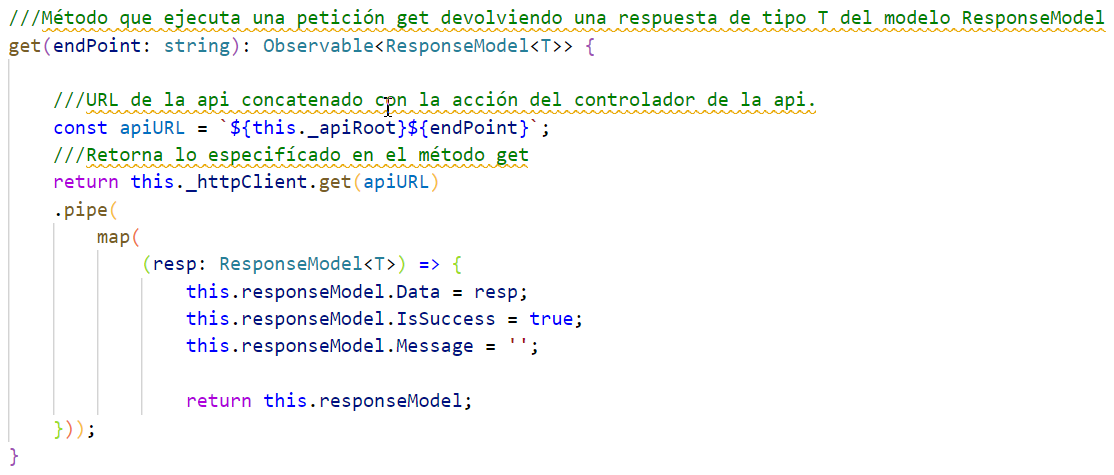 ///Método que ejecuta una petición get devolviendo una respuesta de tipo T del modelo ResponseModel
get(endPoint: string): Observable<ResponseModel<T>> {
///URL de la api concatenado con la acción del controlador de la api.
const apiURL = `${this._apiRoot}${endPoint}`;
///Retorna lo especifícado en el método get
return this._httpClient.get(apiURL)
.pipe(
map(
(resp: ResponseModel<T>) => {
this.responseModel.Data = resp;
this.responseModel.IsSuccess = true;
this.responseModel.Message = '';
return this.responseModel;
}));
}